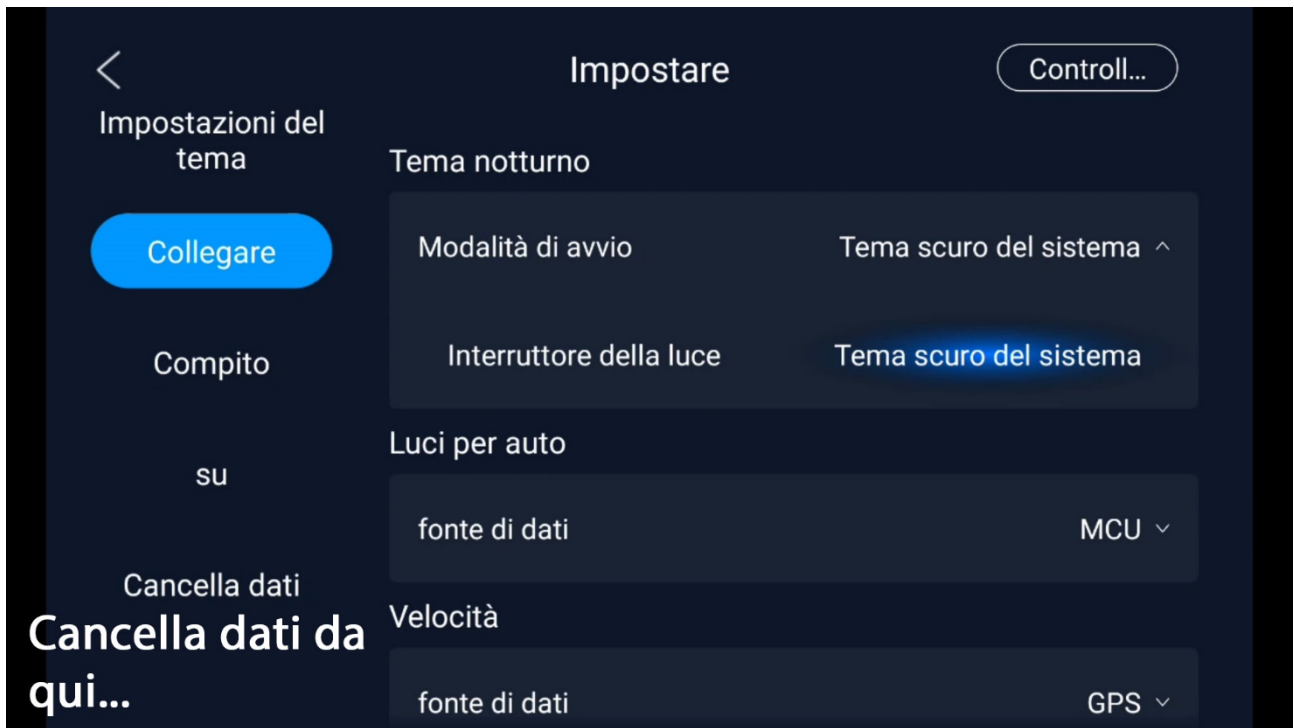 Impostare
Controll...
Impostazioni del
tema
Collegare
Compito
su
Cancella dati
Cancella dati da
qui...
Tema notturno
Modalità di avvio Tema scuro del sistema
Interruttore della luce Tema scuro del sistema
Luci per auto
fonte di dati MCU
Velocità
fonte di dati GPS